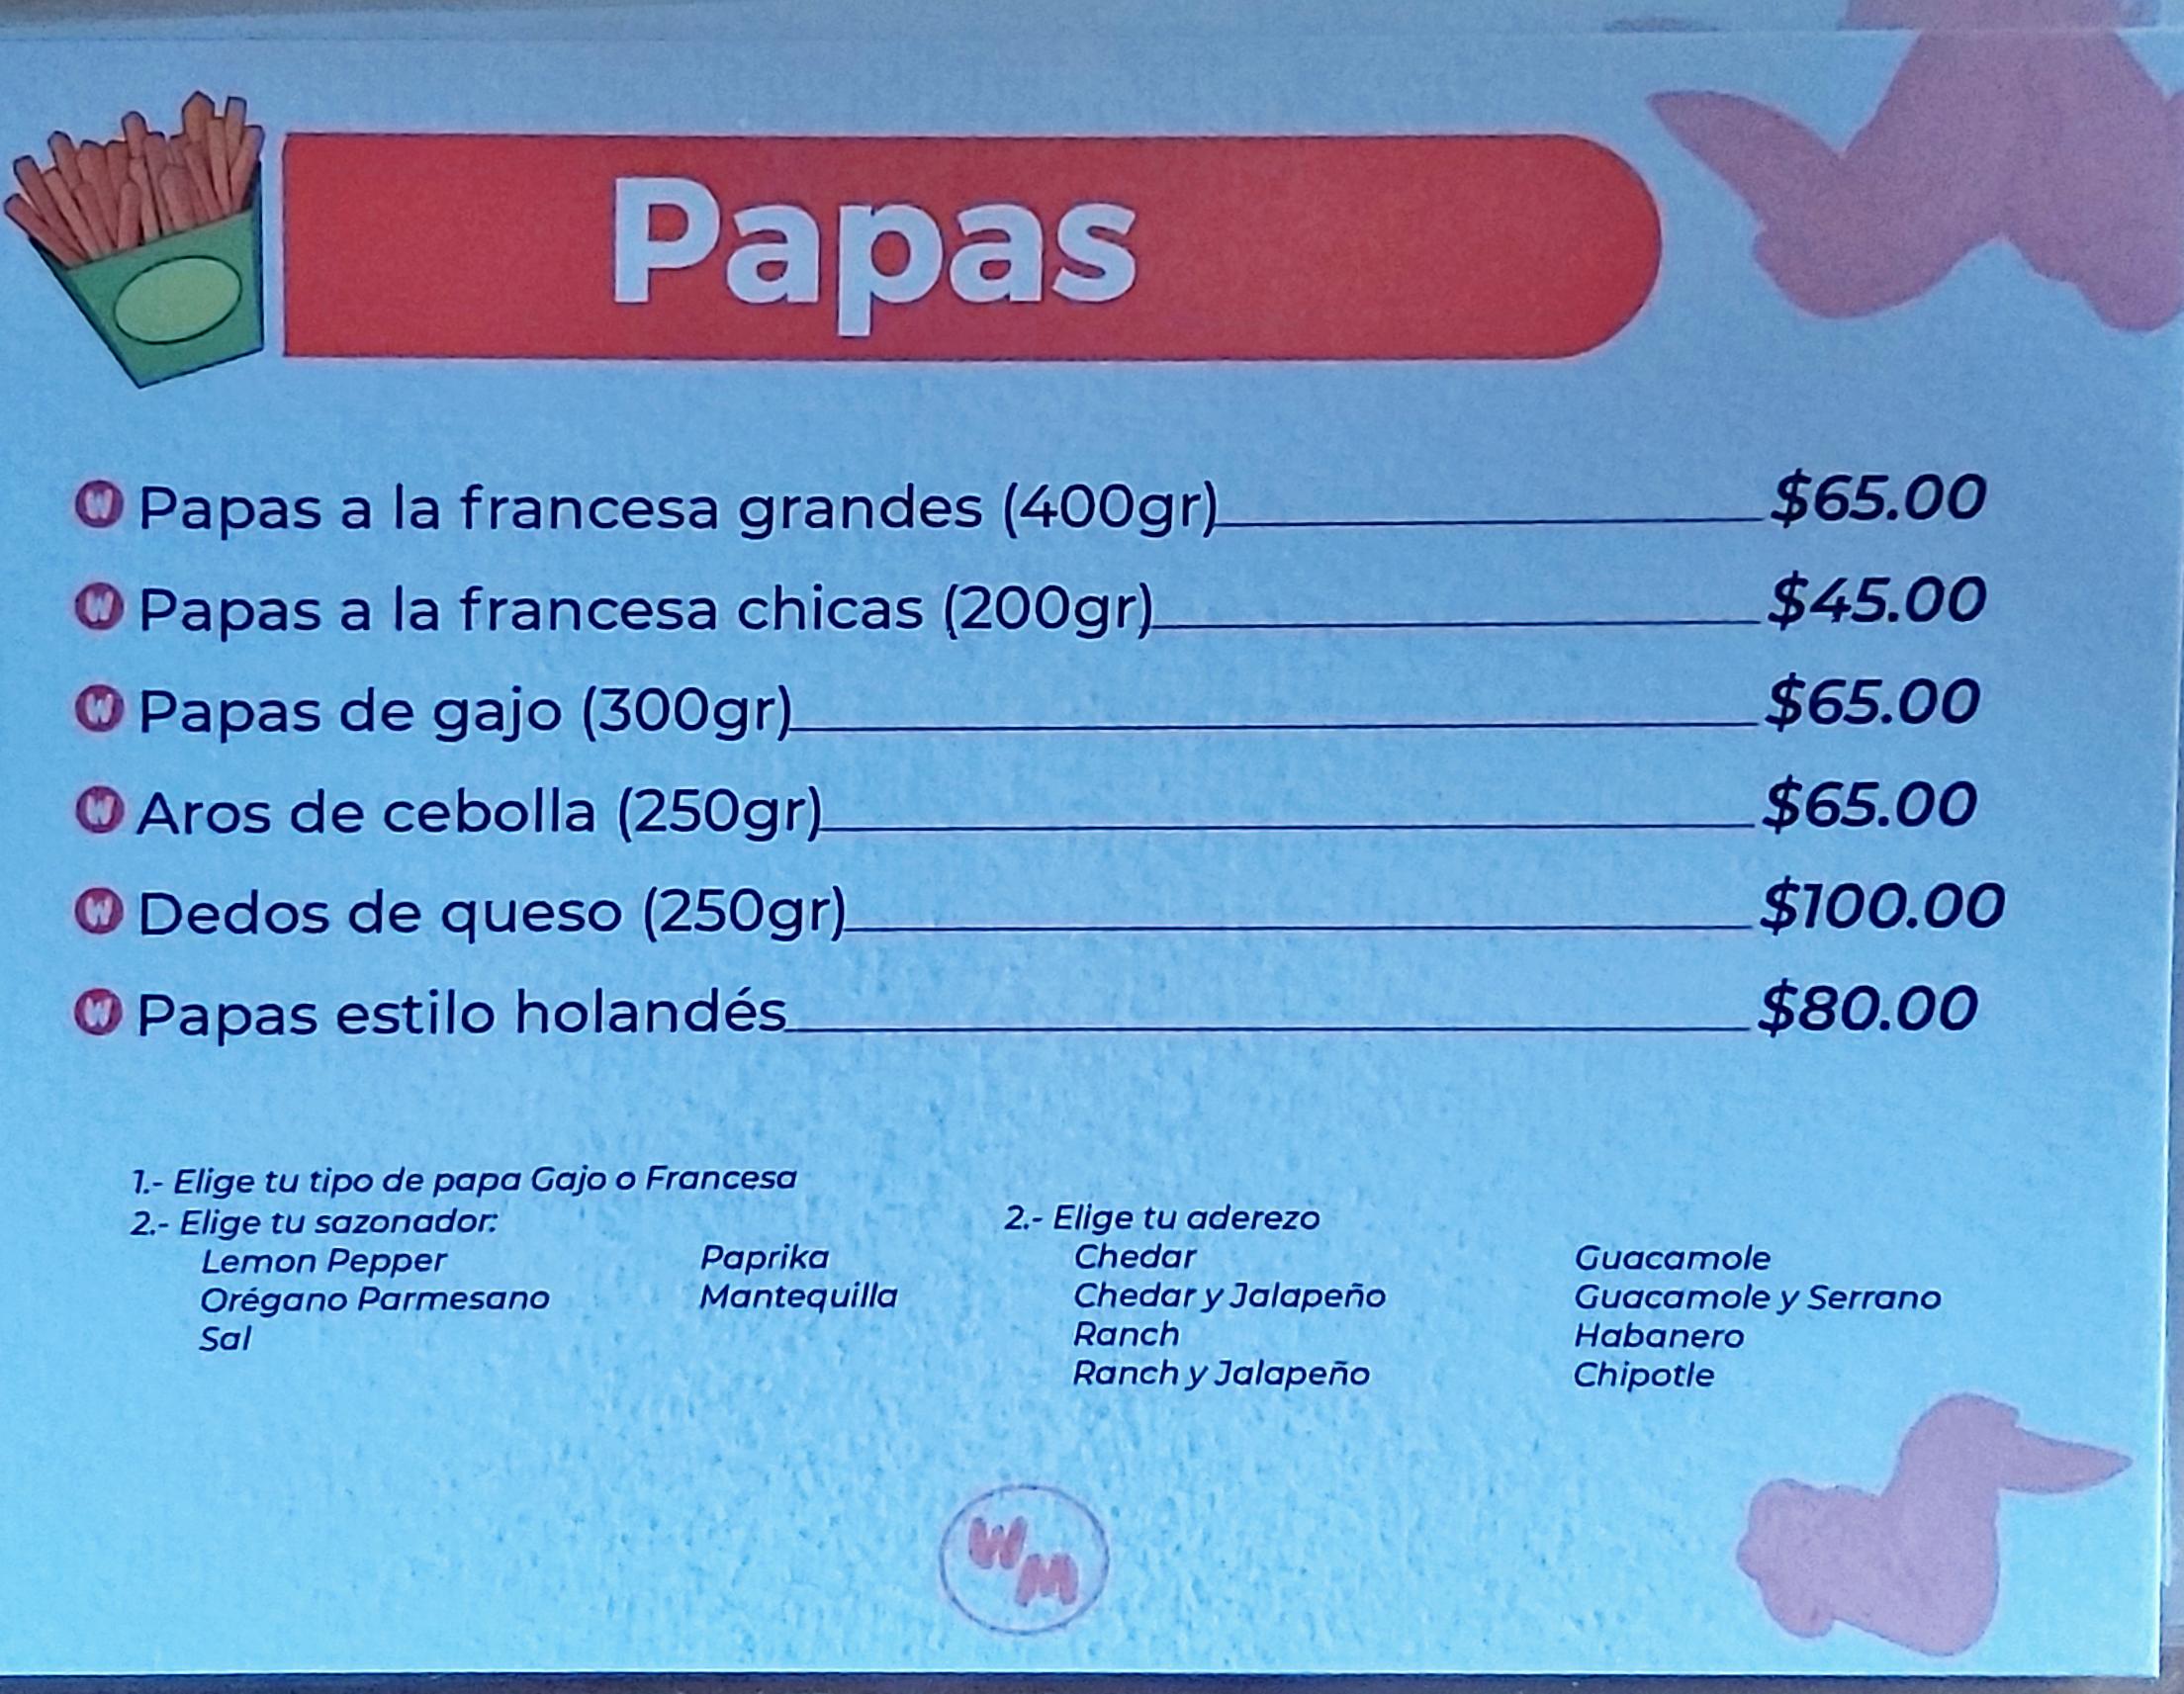 Papas
Papas a la francesa grandes (400gr) $65.00
Papas a la francesa chicas (200gr) $45.00
Papas de gajo (300gr) $65.00
Aros de cebolla (250gr) $65.00
Dedos de queso (250gr) $100.00
Papas estilo holandés $80.00
1.- Elige tu tipo de papa Gajo o Francesa
2.- Elige tu sazonador:
Lemon Pepper
Orégano Parmesano
Sal
Paprika
Mantequilla
2.- Elige tu aderezo
Chedar
Chedar y Jalapeño
Ranch
Ranch y Jalapeño
Guacamole
Guacamole y Serrano
Habanero
Chipotle
WM